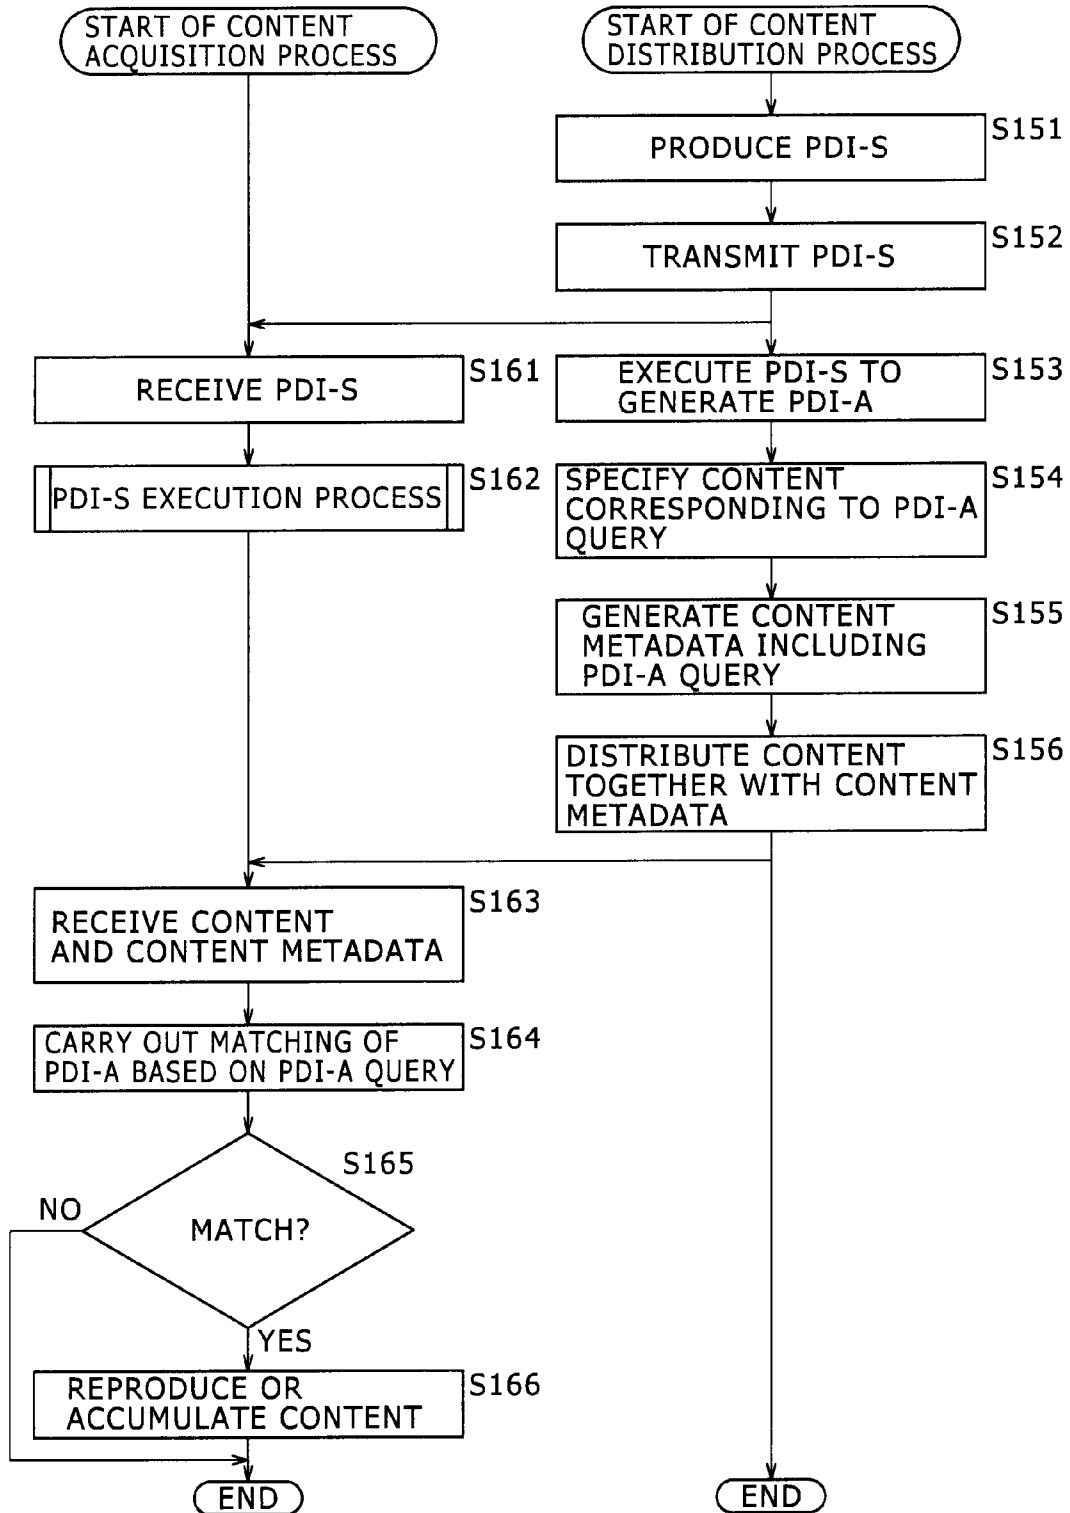 START OF CONTENT
ACQUISITION PROCESS
START OF CONTENT
DISTRIBUTION PROCESS
S151
PRODUCE PDI-S
S152
TRANSMIT PDI-S
S161
RECEIVE PDI-S
S153
EXECUTE PDI-S TO
GENERATE PDI-A
S162
PDI-S EXECUTION PROCESS
S154
SPECIFY CONTENT
CORRESPONDING TO PDI-A
QUERY
S155
GENERATE CONTENT
METADATA INCLUDING
PDI-A QUERY
S156
DISTRIBUTE CONTENT
TOGETHER WITH CONTENT
METADATA
S163
RECEIVE CONTENT
AND CONTENT METADATA
S164
CARRY OUT MATCHING OF
PDI-A BASED ON PDI-A QUERY
S165
NO
MATCH?
YES
S166
REPRODUCE OR
ACCUMULATE CONTENT
END
END